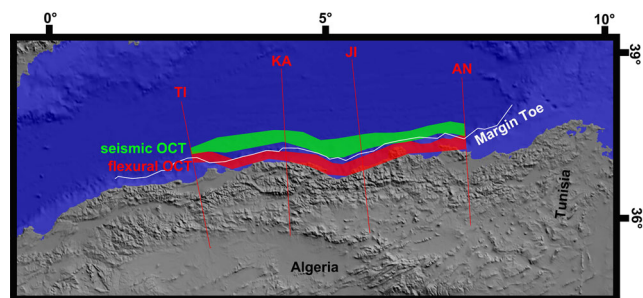 0°
5°
10°
39°
JI
KA
AN
TI
seismic OCT
Margin Toe
flexural OCT
Tunisia
36°
Algeria